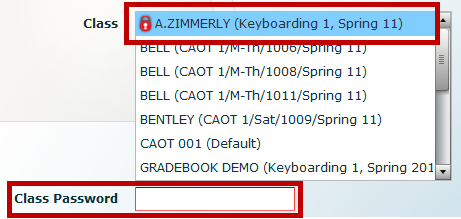 Class
A.ZIMMERLY (Keyboarding 1, Spring 11)
BELL (CAOT 1/M-Th/1006/Spring 11)
BELL (CAOT 1/M-Th/1008/Spring 11)
BELL (CAOT 1/M-Th/1011/Spring 11)
BENTLEY (CAOT 1/Sat/1009/Spring 11)
CAOT 001 (Default)
GRADEBOOK DEMO (Keyboarding 1, Spring 201
Class Password